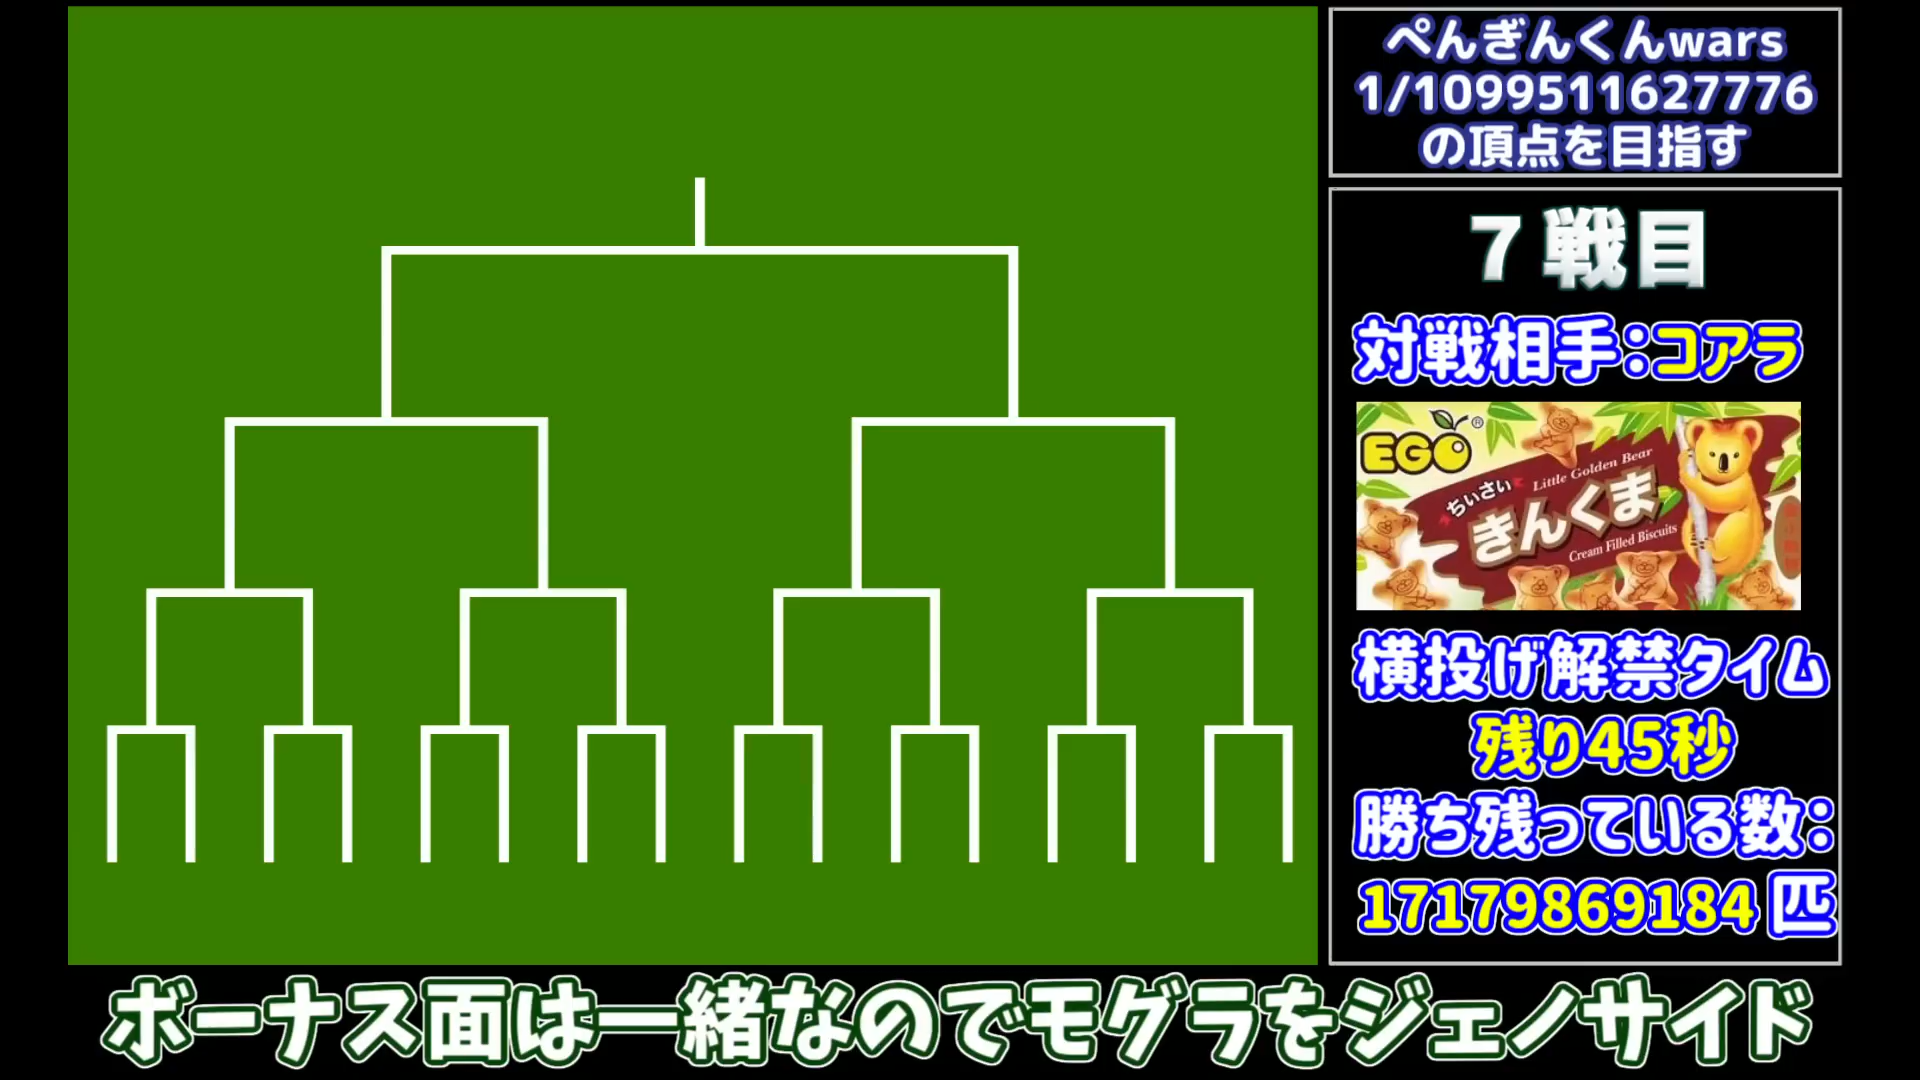 ぺんぎんくんwars
1/1099511627776
の頂点を目指す
7戦目
対戦相手:コアラ
EGO®
Little Golden Bear
ちいさい
きんくま
Cream Filled Biscuits
横投げ解禁タイム
残り45秒
勝ち残っている数:
17179869184匹
ボーナス面は一緒なのでモグラをジェノサイド